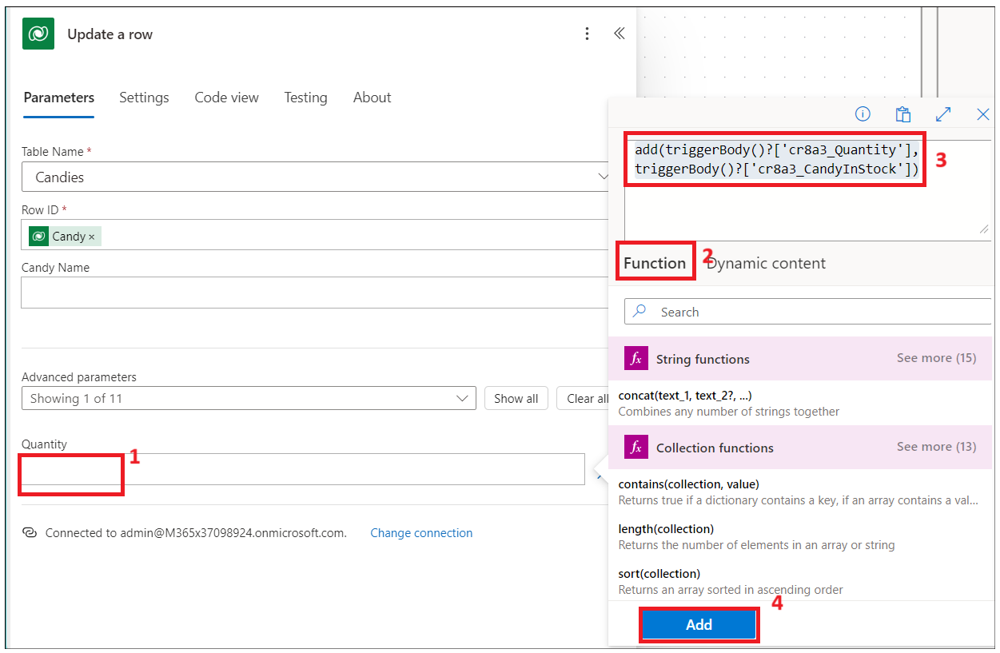 Update a row
Parameters Settings Code view Testing About
Table Name *
Candies
Row ID *
Candy ×
Candy Name
Advanced parameters
Showing 1 of 11
Show all
Clear all
Quantity
1
Connected to admin@M365x37098924.onmicrosoft.com. Change connection
add(triggerBody()?['cr8a3_Quantity'],
triggerBody()?['cr8a3_CandyInStock'])
3
Function 2 Dynamic content
Search
fx String functions See more (15)
concat(text_1, text_2?, ...)
Combines any number of strings together
fx Collection functions See more (13)
contains(collection, value)
Returns true if a dictionary contains a key, if an array contains a val...
length(collection)
Returns the number of elements in an array or string
sort(collection)
Returns an array sorted in ascending order
Add 4